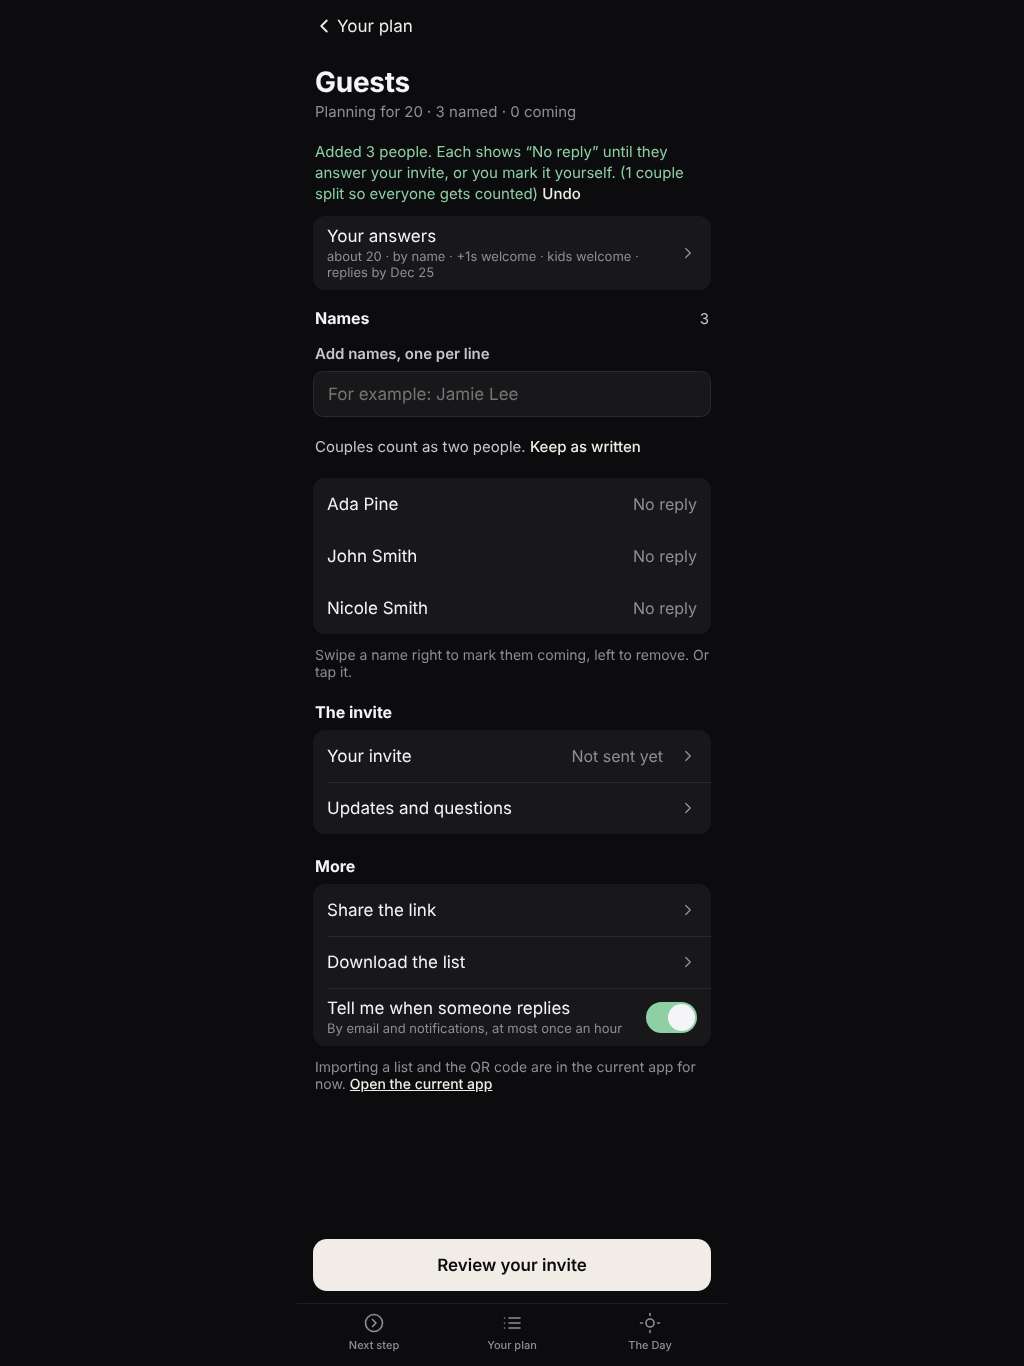 Your plan
Guests
Planning for 20 · 3 named · 0 coming
Added 3 people. Each shows “No reply” until they
answer your invite, or you mark it yourself. (1 couple
split so everyone gets counted) Undo
Your answers
about 20 · by name · +1s welcome · kids welcome ·
replies by Dec 25
Names 3
Add names, one per line
For example: Jamie Lee
Couples count as two people. Keep as written
Ada Pine No reply
John Smith No reply
Nicole Smith No reply
Swipe a name right to mark them coming, left to remove. Or
tap it.
The invite
Your invite Not sent yet
Updates and questions
More
Share the link
Download the list
Tell me when someone replies
By email and notifications, at most once an hour
Importing a list and the QR code are in the current app for
now. Open the current app
Review your invite
Next step Your plan The Day